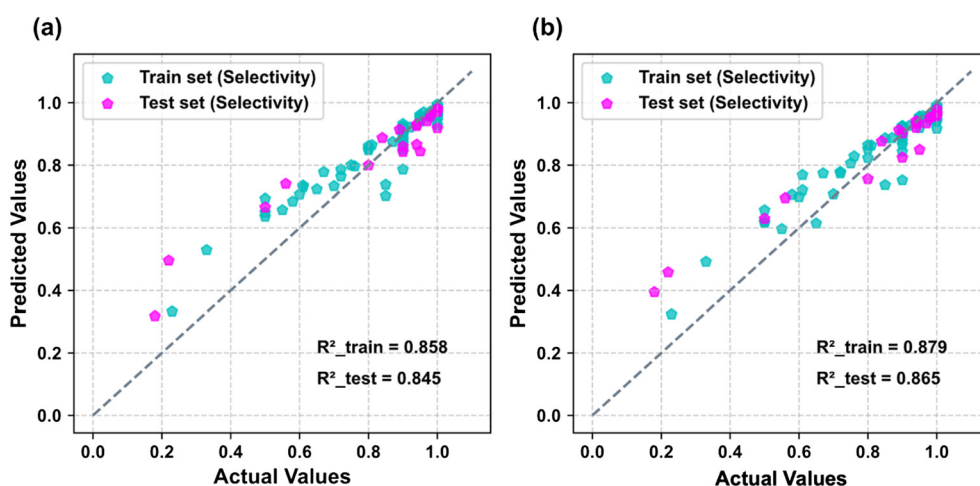 (a)
Train set (Selectivity)
Test set (Selectivity)
1.0
0.8
0.6
0.4
0.2
0.0
Predicted Values
R²_train = 0.858
R²_test = 0.845
0.0 0.2 0.4 0.6 0.8 1.0
Actual Values
(b)
Train set (Selectivity)
Test set (Selectivity)
1.0
0.8
0.6
0.4
0.2
0.0
Predicted Values
R²_train = 0.879
R²_test = 0.865
0.0 0.2 0.4 0.6 0.8 1.0
Actual Values